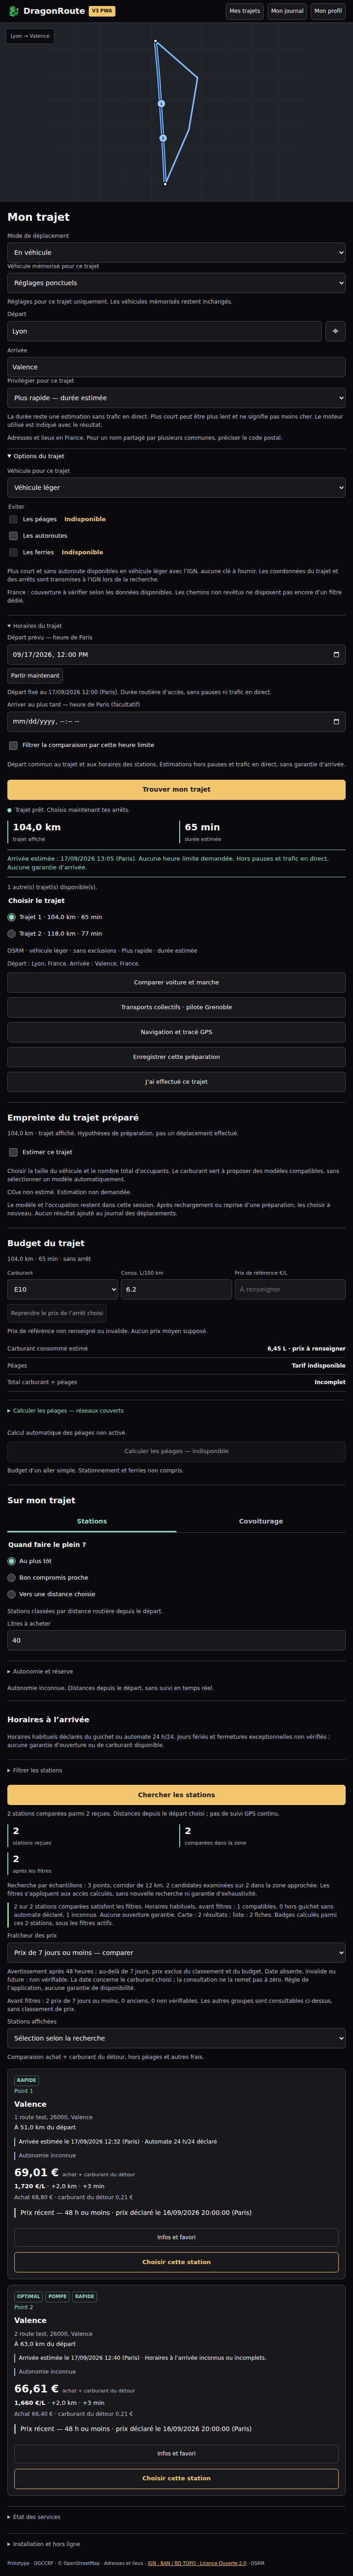 DragonRoute V3 PWA
Mes trajets Mon journal Mon profil
Lyon → Valence
1
2
Mon trajet
Mode de déplacement
En véhicule
Véhicule mémorisé pour ce trajet
Réglages ponctuels
Réglages pour ce trajet uniquement. Les véhicules mémorisés restent inchangés.
Départ
Lyon
Arrivée
Valence
Privilégier pour ce trajet
Plus rapide — durée estimée
La durée reste une estimation sans trafic en direct. Plus court peut être plus lent et ne signifie pas moins cher. Le moteur
utilisé est indiqué avec le résultat.
Adresses et lieux en France. Pour un nom partagé par plusieurs communes, préciser le code postal.
▼ Options du trajet
Véhicule pour ce trajet
Véhicule léger
Éviter
Les péages Indisponible
Les autoroutes
Les ferries Indisponible
Plus court et sans autoroute disponibles en véhicule léger avec l’IGN, aucune clé à fournir. Les coordonnées du trajet et
des arrêts sont transmises à l’IGN lors de la recherche.
France : couverture à vérifier selon les données disponibles. Les chemins non revêtus ne disposent pas encore d’un filtre
dédié.
▼ Horaires du trajet
Départ prévu — heure de Paris
09/17/2026, 12:00 PM
Partir maintenant
Départ fixé au 17/09/2026 12:00 (Paris). Durée routière d’accès, sans pauses ni trafic en direct.
Arriver au plus tard — heure de Paris (facultatif)
mm/dd/yyyy, --:-- --
Filtrer la comparaison par cette heure limite
Départ commun au trajet et aux horaires des stations. Estimations hors pauses et trafic en direct, sans garantie d’arrivée.
Trouver mon trajet
Trajet prêt. Choisis maintenant tes arrêts.
104,0 km
trajet affiché
65 min
durée estimée
Arrivée estimée : 17/09/2026 13:05 (Paris). Aucune heure limite demandée. Hors pauses et trafic en direct.
Aucune garantie d’arrivée.
1 autre(s) trajet(s) disponible(s).
Choisir le trajet
Trajet 1 · 104,0 km · 65 min
Trajet 2 · 118,0 km · 77 min
OSRM · véhicule léger · sans exclusions · Plus rapide · durée estimée
Départ : Lyon, France. Arrivée : Valence, France.
Comparer voiture et marche
Transports collectifs · pilote Grenoble
Navigation et tracé GPS
Enregistrer cette préparation
J’ai effectué ce trajet
Empreinte du trajet préparé
104,0 km · trajet affiché. Hypothèses de préparation, pas un déplacement effectué.
Estimer ce trajet
Choisir la taille du véhicule et le nombre total d’occupants. Le carburant sert à proposer des modèles compatibles, sans
sélectionner un modèle automatiquement.
CO₂e non estimé. Estimation non demandée.
Le modèle et l’occupation restent dans cette session. Après rechargement ou reprise d’une préparation, les choisir à
nouveau. Aucun résultat ajouté au journal des déplacements.
Budget du trajet
104,0 km · 65 min · sans arrêt
Carburant Conso. L/100 km Prix de référence €/L
E10 6.2 À renseigner
Reprendre le prix de l’arrêt choisi
Prix de référence non renseigné ou invalide. Aucun prix moyen supposé.
Carburant consommé estimé 6,45 L · prix à renseigner
Péages Tarif indisponible
Total carburant + péages Incomplet
▶ Calculer les péages — réseaux couverts
Calcul automatique des péages non activé.
Calculer les péages — indisponible
Budget d’un aller simple. Stationnement et ferries non compris.
Sur mon trajet
Stations Covoiturage
Quand faire le plein ?
Au plus tôt
Bon compromis proche
Vers une distance choisie
Stations classées par distance routière depuis le départ.
Litres à acheter
40
▶ Autonomie et réserve
Autonomie inconnue. Distances depuis le départ, sans suivi en temps réel.
Horaires à l’arrivée
Horaires habituels déclarés du guichet ou automate 24 h/24. Jours fériés et fermetures exceptionnelles non vérifiés ;
aucune garantie d’ouverture ou de carburant disponible.
▶ Filtrer les stations
Chercher les stations
2 stations comparées parmi 2 reçues. Distances depuis le départ choisi ; pas de suivi GPS continu.
2
stations reçues
2
comparées dans la zone
2
après les filtres
Recherche par échantillons : 3 points, corridor de 12 km, 2 candidates examinées sur 2 dans la zone approchée. Les
filtres s’appliquent aux accès calculés, sans nouvelle recherche ni garantie d’exhaustivité.
2 sur 2 stations comparées satisfont les filtres. Horaires habituels, avant filtres : 1 compatibles, 0 hors guichet sans
automate déclaré, 1 inconnus. Aucune ouverture garantie. Carte : 2 résultats ; liste : 2 fiches. Badges calculés parmi
ces 2 stations, sous les filtres actifs.
Fraîcheur des prix
Prix de 7 jours ou moins — comparer
Avertissement après 48 heures ; au-delà de 7 jours, prix exclus du classement et du budget. Date absente, invalide ou
future : non vérifiable. La date concerne le carburant choisi ; la consultation ne la remet pas à zéro. Règle de
l’application, aucune garantie de disponibilité.
Avant filtres : 2 prix de 7 jours ou moins, 0 anciens, 0 non vérifiables. Les autres groupes sont consultables ci-dessus,
sans classement de prix.
Stations affichées
Sélection selon la recherche
Comparaison achat + carburant du détour, hors péages et autres frais.
RAPIDE
Point 1
Valence
1 route test, 26000, Valence
À 51,0 km du départ
Arrivée estimée le 17/09/2026 12:32 (Paris) · Automate 24 h/24 déclaré
Autonomie inconnue
69,01 € achat + carburant du détour
1,720 €/L · +2,0 km · +3 min
Achat 68,80 € · carburant du détour 0,21 €
Prix récent — 48 h ou moins · prix déclaré le 16/09/2026 20:00:00 (Paris)
Infos et favori
Choisir cette station
OPTIMAL POMPE RAPIDE
Point 2
Valence
2 route test, 26000, Valence
À 63,0 km du départ
Arrivée estimée le 17/09/2026 12:40 (Paris) · Horaires à l’arrivée inconnus ou incomplets.
Autonomie inconnue
66,61 € achat + carburant du détour
1,660 €/L · +2,0 km · +3 min
Achat 66,40 € · carburant du détour 0,21 €
Prix récent — 48 h ou moins · prix déclaré le 16/09/2026 20:00:00 (Paris)
Infos et favori
Choisir cette station
▶ État des services
▶ Installation et hors ligne
Prototype · DGCCRF · © OpenStreetMap · Adresses et lieux : IGN · BAN / BD TOPO · Licence Ouverte 2.0 · OSRM